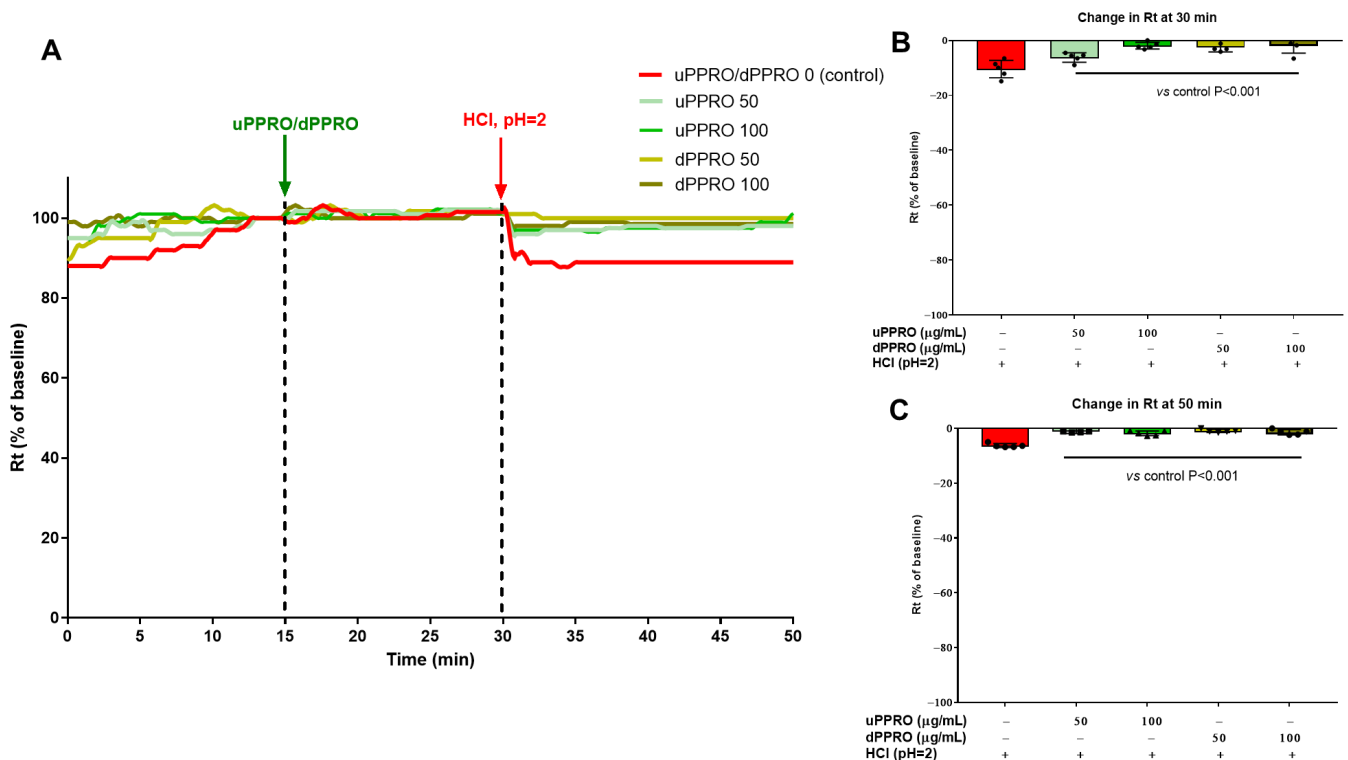 A
uPPRO/dPPRO 0 (control)
uPPRO 50
uPPRO 100
dPPRO 50
dPPRO 100
uPPRO/dPPRO
HCl, pH=2
Rt (% of baseline)
100
80
60
40
20
0
0 5 10 15 20 25 30 35 40 45 50
Time (min)
B
Change in Rt at 30 min
Rt (% of baseline)
0
−20
−40
−60
−80
−100
vs control P<0.001
uPPRO (µg/mL) − 50 100 − −
dPPRO (µg/mL) − − − 50 100
HCl (pH=2) + + + + +
C
Change in Rt at 50 min
Rt (% of baseline)
0
−20
−40
−60
−80
−100
vs control P<0.001
uPPRO (µg/mL) − 50 100 − −
dPPRO (µg/mL) − − − 50 100
HCl (pH=2) + + + + +